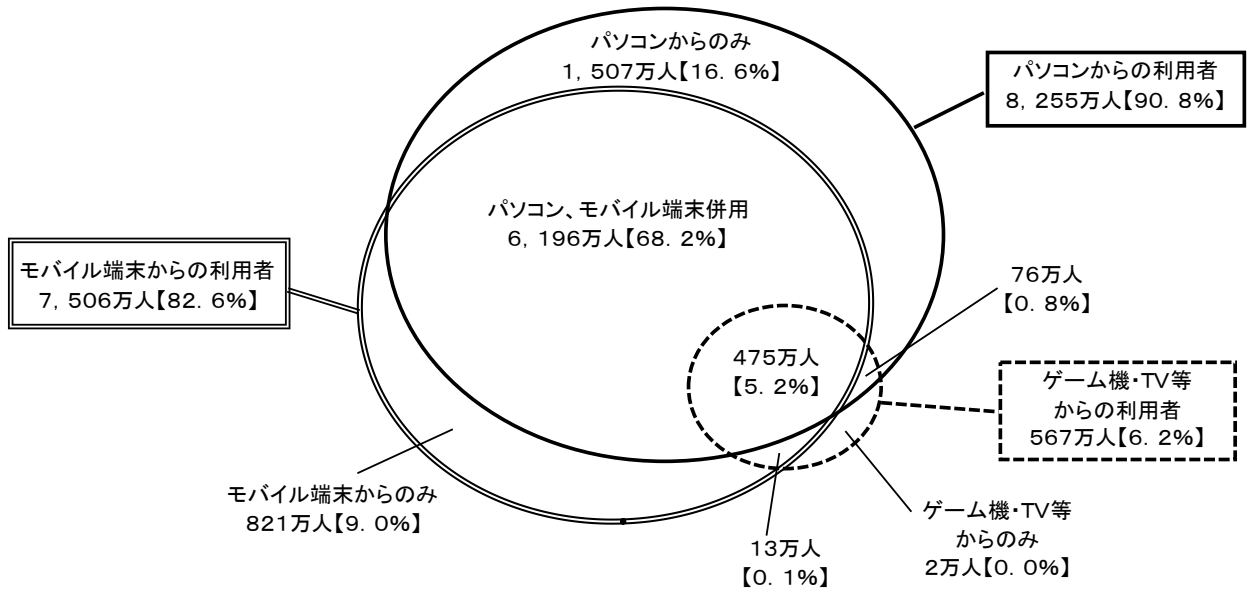 パソコンからのみ
1,507万人【16.6%】
パソコンからの利用者
8,255万人【90.8%】
パソコン、モバイル端末併用
6,196万人【68.2%】
モバイル端末からの利用者
7,506万人【82.6%】
76万人
【0.8%】
475万人
【5.2%】
ゲーム機・TV等
からの利用者
567万人【6.2%】
モバイル端末からのみ
821万人【9.0%】
ゲーム機・TV等
からのみ
2万人【0.0%】
13万人
【0.1%】